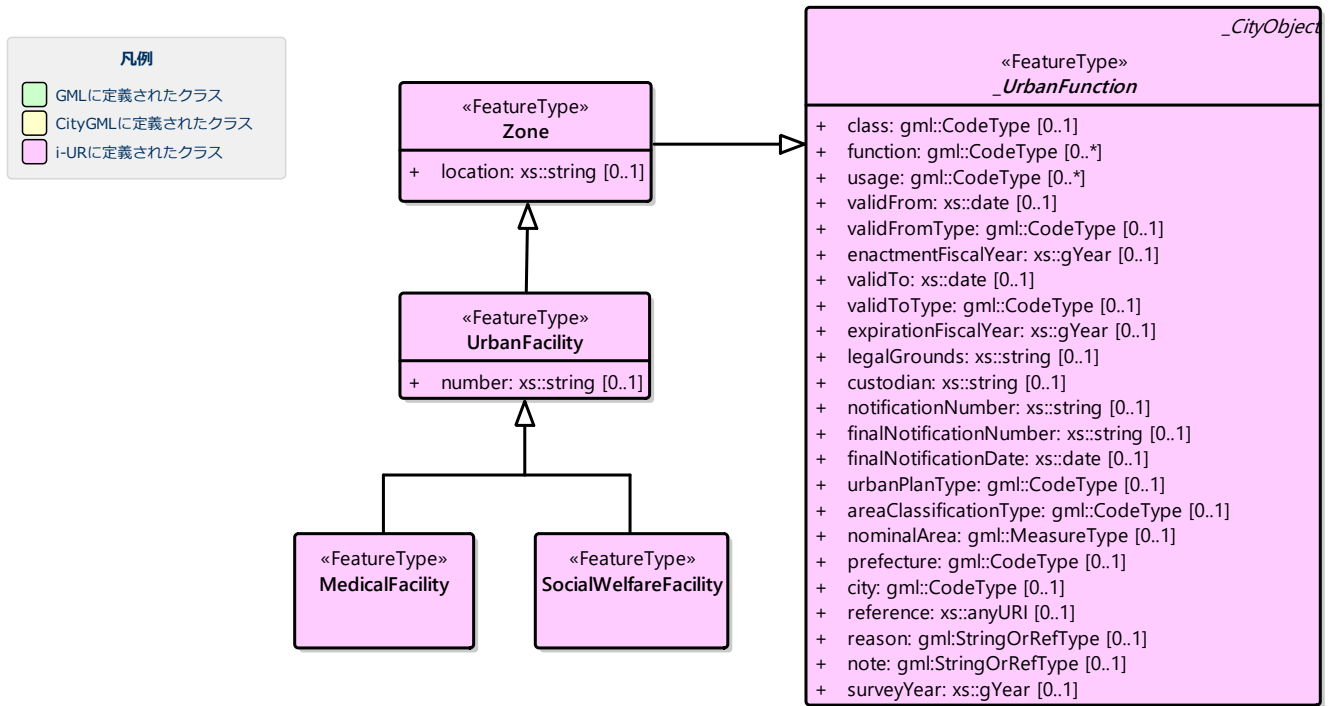 凡例
GMLに定義されたクラス
CityGMLに定義されたクラス
i-URに定義されたクラス
«FeatureType»
Zone
+ location: xs::string [0..1]
«FeatureType»
UrbanFacility
+ number: xs::string [0..1]
«FeatureType»
MedicalFacility
«FeatureType»
SocialWelfareFacility
_CityObject
«FeatureType»
_UrbanFunction
+ class: gml::CodeType [0..1]
+ function: gml::CodeType [0..*]
+ usage: gml::CodeType [0..*]
+ validFrom: xs::date [0..1]
+ validFromType: gml::CodeType [0..1]
+ enactmentFiscalYear: xs::gYear [0..1]
+ validTo: xs::date [0..1]
+ validToType: gml::CodeType [0..1]
+ expirationFiscalYear: xs::gYear [0..1]
+ legalGrounds: xs::string [0..1]
+ custodian: xs::string [0..1]
+ notificationNumber: xs::string [0..1]
+ finalNotificationNumber: xs::string [0..1]
+ finalNotificationDate: xs::date [0..1]
+ urbanPlanType: gml::CodeType [0..1]
+ areaClassificationType: gml::CodeType [0..1]
+ nominalArea: gml::MeasureType [0..1]
+ prefecture: gml::CodeType [0..1]
+ city: gml::CodeType [0..1]
+ reference: xs::anyURI [0..1]
+ reason: gml:StringOrRefType [0..1]
+ note: gml:StringOrRefType [0..1]
+ surveyYear: xs::gYear [0..1]